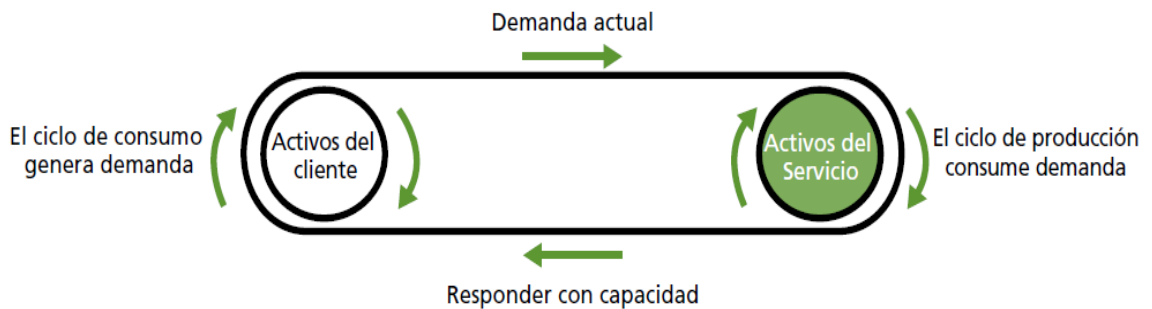 Demanda actual
El ciclo de consumo
genera demanda
Activos del
cliente
Activos del
Servicio
El ciclo de producción
consume demanda
Responder con capacidad